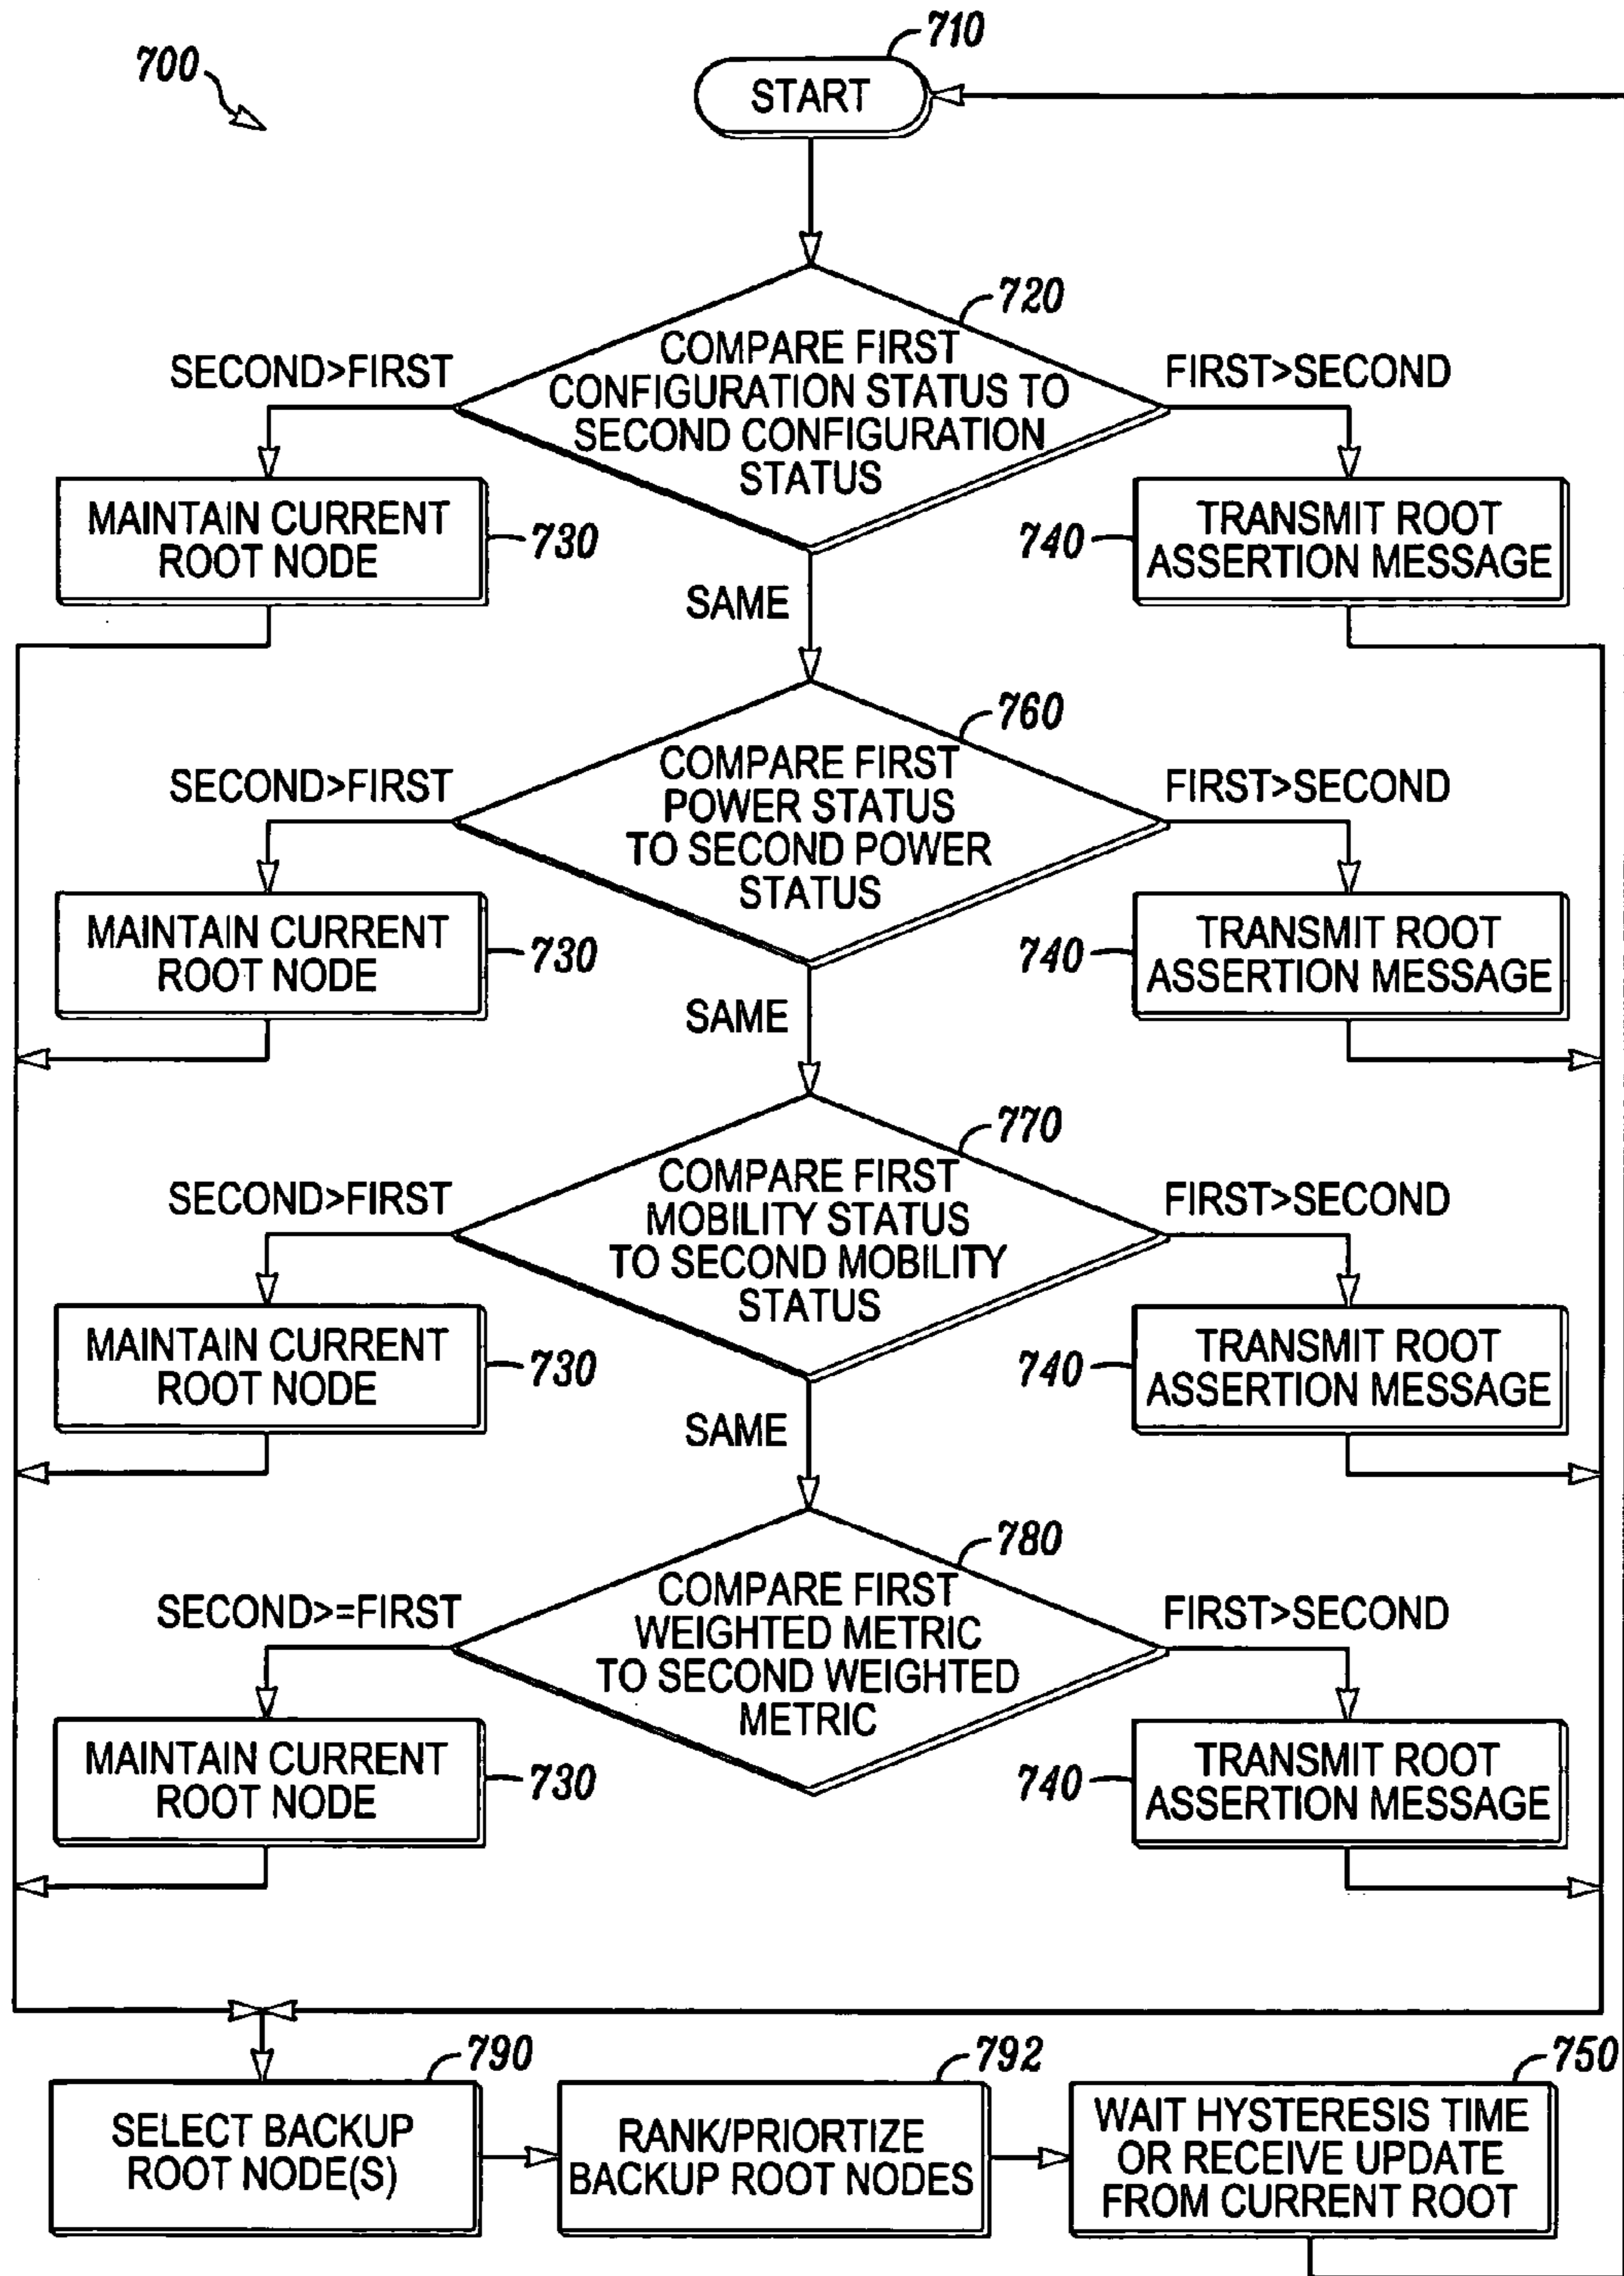 710
700
START
720
COMPARE FIRST
CONFIGURATION STATUS TO
SECOND CONFIGURATION
STATUS
SECOND>FIRST
FIRST>SECOND
MAINTAIN CURRENT
ROOT NODE
730
740
TRANSMIT ROOT
ASSERTION MESSAGE
SAME
760
COMPARE FIRST
POWER STATUS
TO SECOND POWER
STATUS
SECOND>FIRST
FIRST>SECOND
MAINTAIN CURRENT
ROOT NODE
730
740
TRANSMIT ROOT
ASSERTION MESSAGE
SAME
770
COMPARE FIRST
MOBILITY STATUS
TO SECOND MOBILITY
STATUS
SECOND>FIRST
FIRST>SECOND
MAINTAIN CURRENT
ROOT NODE
730
740
TRANSMIT ROOT
ASSERTION MESSAGE
SAME
780
COMPARE FIRST
WEIGHTED METRIC
TO SECOND WEIGHTED
METRIC
SECOND>=FIRST
FIRST>SECOND
MAINTAIN CURRENT
ROOT NODE
730
740
TRANSMIT ROOT
ASSERTION MESSAGE
790
SELECT BACKUP
ROOT NODE(S)
792
RANK/PRIORTIZE
BACKUP ROOT NODES
750
WAIT HYSTERESIS TIME
OR RECEIVE UPDATE
FROM CURRENT ROOT